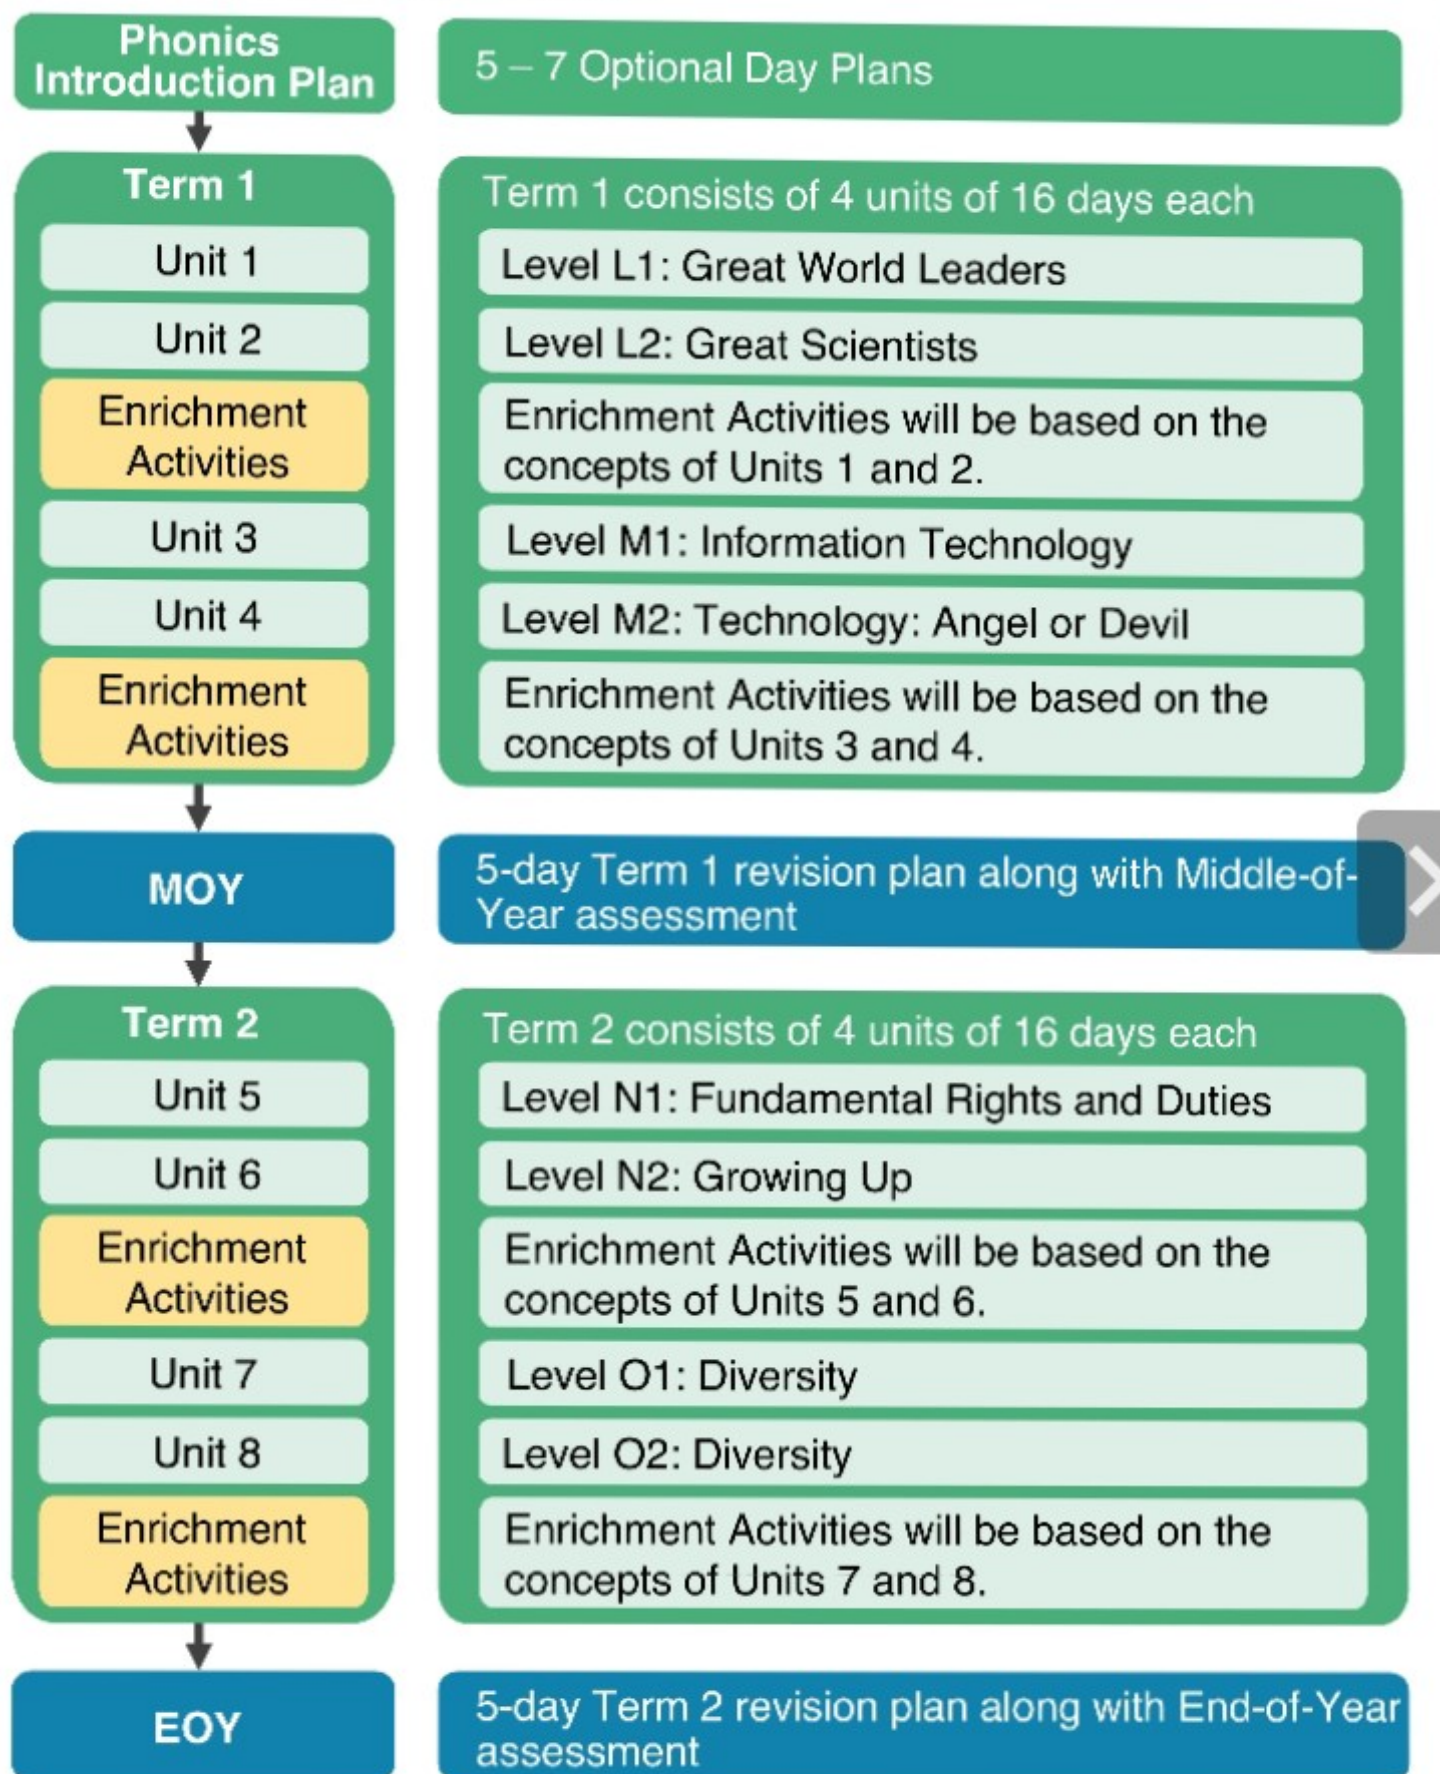 Phonics
Introduction Plan
5 – 7 Optional Day Plans
Term 1
Term 1 consists of 4 units of 16 days each
Unit 1
Level L1: Great World Leaders
Unit 2
Level L2: Great Scientists
Enrichment
Activities
Enrichment Activities will be based on the
concepts of Units 1 and 2.
Unit 3
Level M1: Information Technology
Unit 4
Level M2: Technology: Angel or Devil
Enrichment
Activities
Enrichment Activities will be based on the
concepts of Units 3 and 4.
MOY
5-day Term 1 revision plan along with Middle-of-
Year assessment
Term 2
Term 2 consists of 4 units of 16 days each
Unit 5
Level N1: Fundamental Rights and Duties
Unit 6
Level N2: Growing Up
Enrichment
Activities
Enrichment Activities will be based on the
concepts of Units 5 and 6.
Unit 7
Level O1: Diversity
Unit 8
Level O2: Diversity
Enrichment
Activities
Enrichment Activities will be based on the
concepts of Units 7 and 8.
EOY
5-day Term 2 revision plan along with End-of-Year
assessment